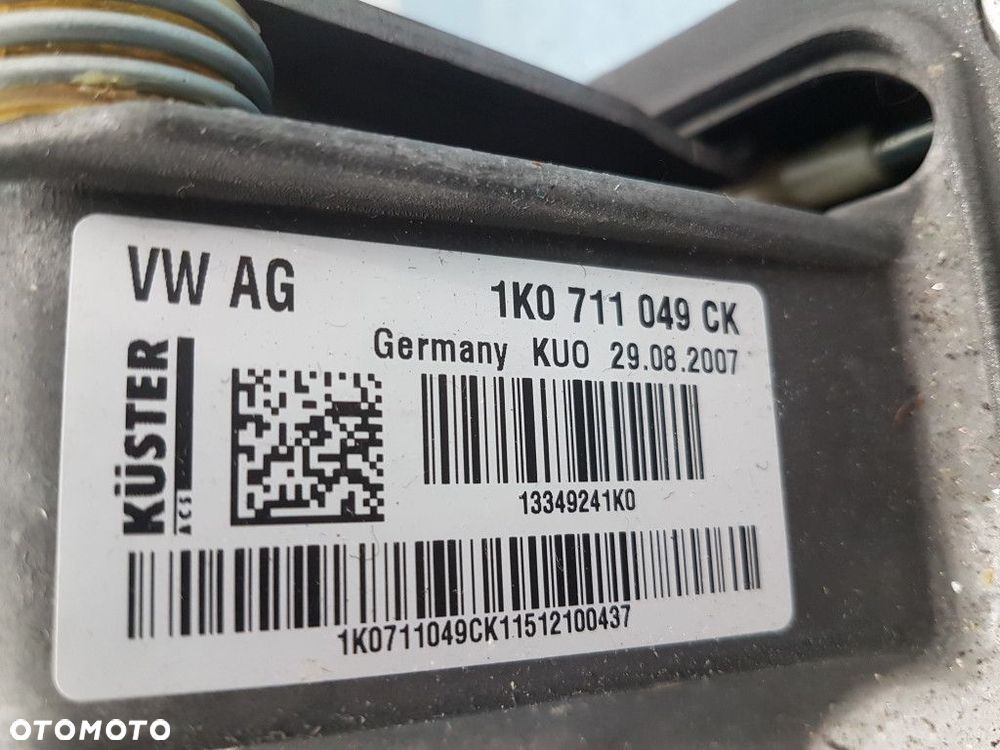 VW AG
1K0 711 049 CK
Germany KUO 29.08.2007
KÜSTER
ACS
13349241K0
1K0711049CK11512100437
OTOMOTO